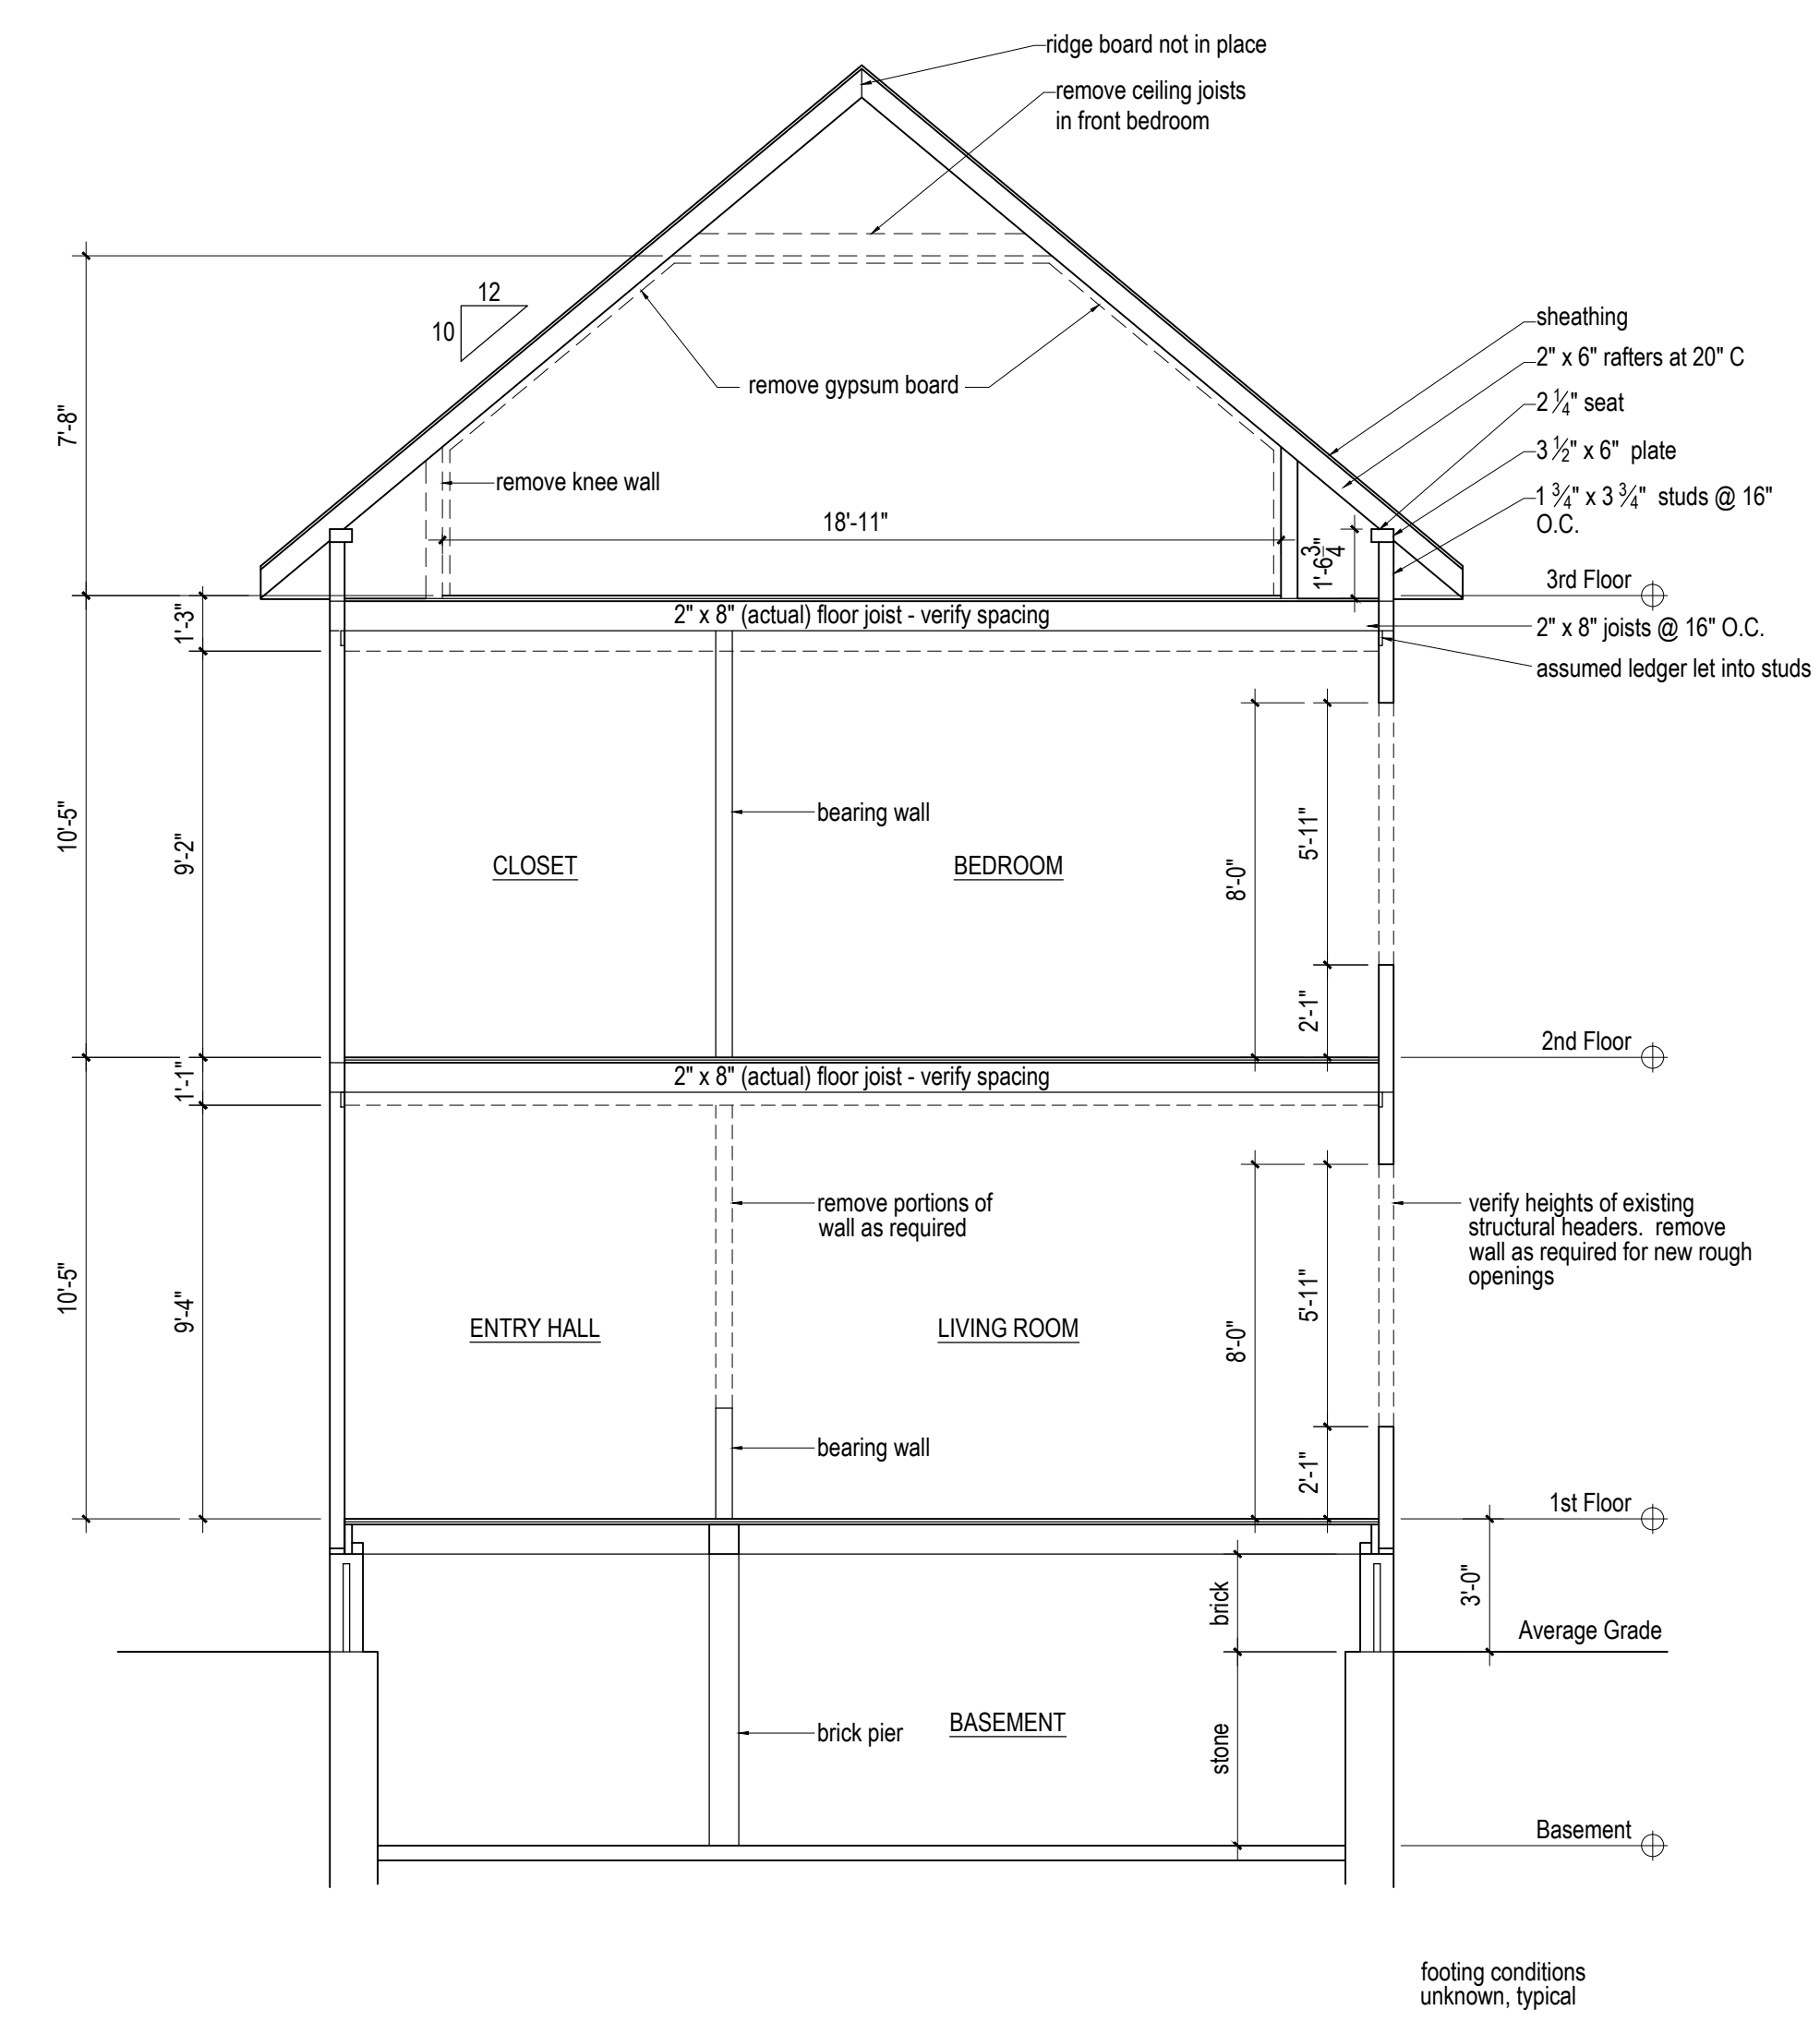 ridge board not in place
remove ceiling joists
in front bedroom
12
10
sheathing
2" x 6" rafters at 20" C
remove gypsum board
2 1⁄4" seat
7'-8"
3 1⁄2" x 6" plate
remove knee wall
1 3⁄4" x 3 3⁄4" studs @ 16"
O.C.
18'-11"
1'-6 3⁄4"
3rd Floor
1'-3"
2" x 8" (actual) floor joist - verify spacing
2" x 8" joists @ 16" O.C.
assumed ledger let into studs
10'-5"
9'-2"
bearing wall
CLOSET
BEDROOM
8'-0"
5'-11"
2'-1"
2nd Floor
1'-1"
2" x 8" (actual) floor joist - verify spacing
remove portions of
wall as required
verify heights of existing
structural headers. remove
wall as required for new rough
openings
10'-5"
9'-4"
ENTRY HALL
LIVING ROOM
8'-0"
5'-11"
bearing wall
2'-1"
1st Floor
brick
3'-0"
Average Grade
brick pier
BASEMENT
stone
Basement
footing conditions
unknown, typical